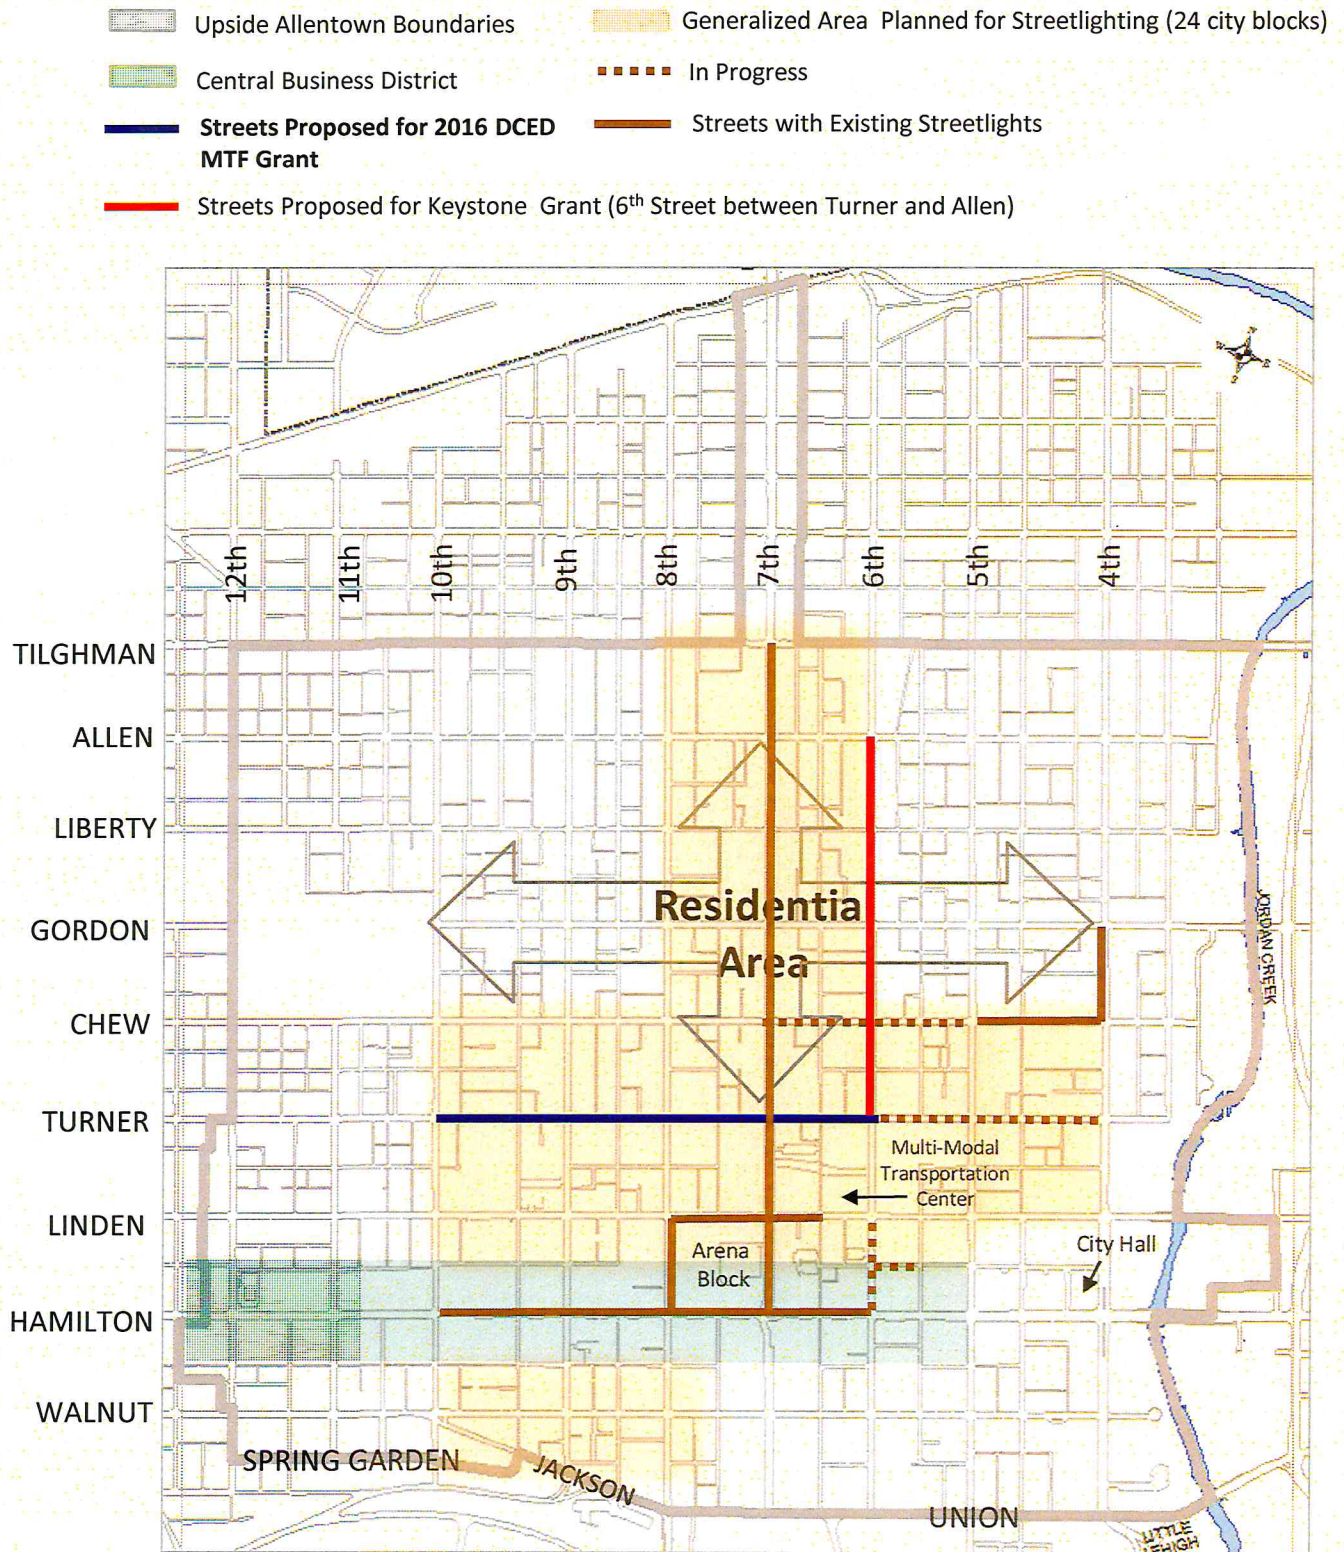 Upside Allentown Boundaries
Generalized Area Planned for Streetlighting (24 city blocks)
Central Business District
In Progress
Streets Proposed for 2016 DCED
MTF Grant
Streets with Existing Streetlights
Streets Proposed for Keystone Grant (6th Street between Turner and Allen)
12th
11th
10th
9th
8th
7th
6th
5th
4th
TILGHMAN
ALLEN
LIBERTY
GORDON
CHEW
TURNER
LINDEN
HAMILTON
WALNUT
Residentia
Area
JORDAN CREEK
Multi-Modal
Transportation
Center
Arena
Block
City Hall
SPRING GARDEN
JACKSON
UNION
LITTLE
LEHIGH